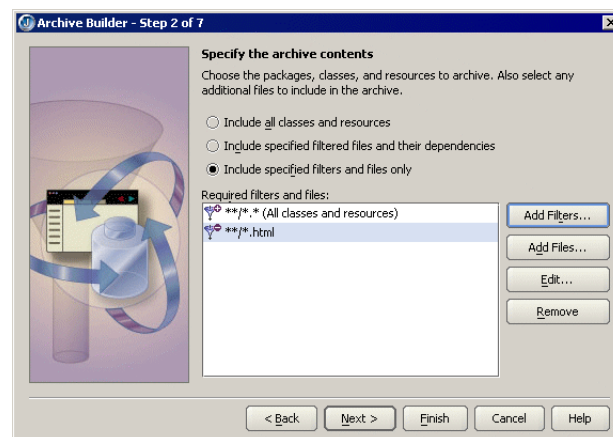 Archive Builder - Step 2 of 7
Specify the archive contents
Choose the packages, classes, and resources to archive. Also select any
additional files to include in the archive.
Include all classes and resources
Include specified filtered files and their dependencies
Include specified filters and files only
Required filters and files:
**/*.* (All classes and resources)
**/*.html
Add Filters...
Add Files...
Edit...
Remove
< Back
Next >
Finish
Cancel
Help